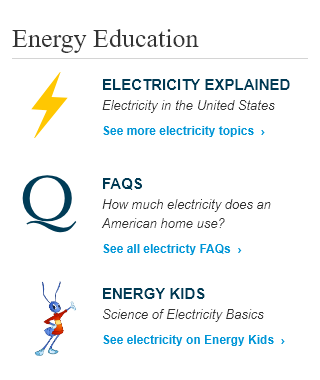 Energy Education
ELECTRICITY EXPLAINED
Electricity in the United States
See more electricity topics ›
Q
FAQS
How much electricity does an
American home use?
See all electricty FAQs ›
ENERGY KIDS
Science of Electricity Basics
See electricity on Energy Kids ›